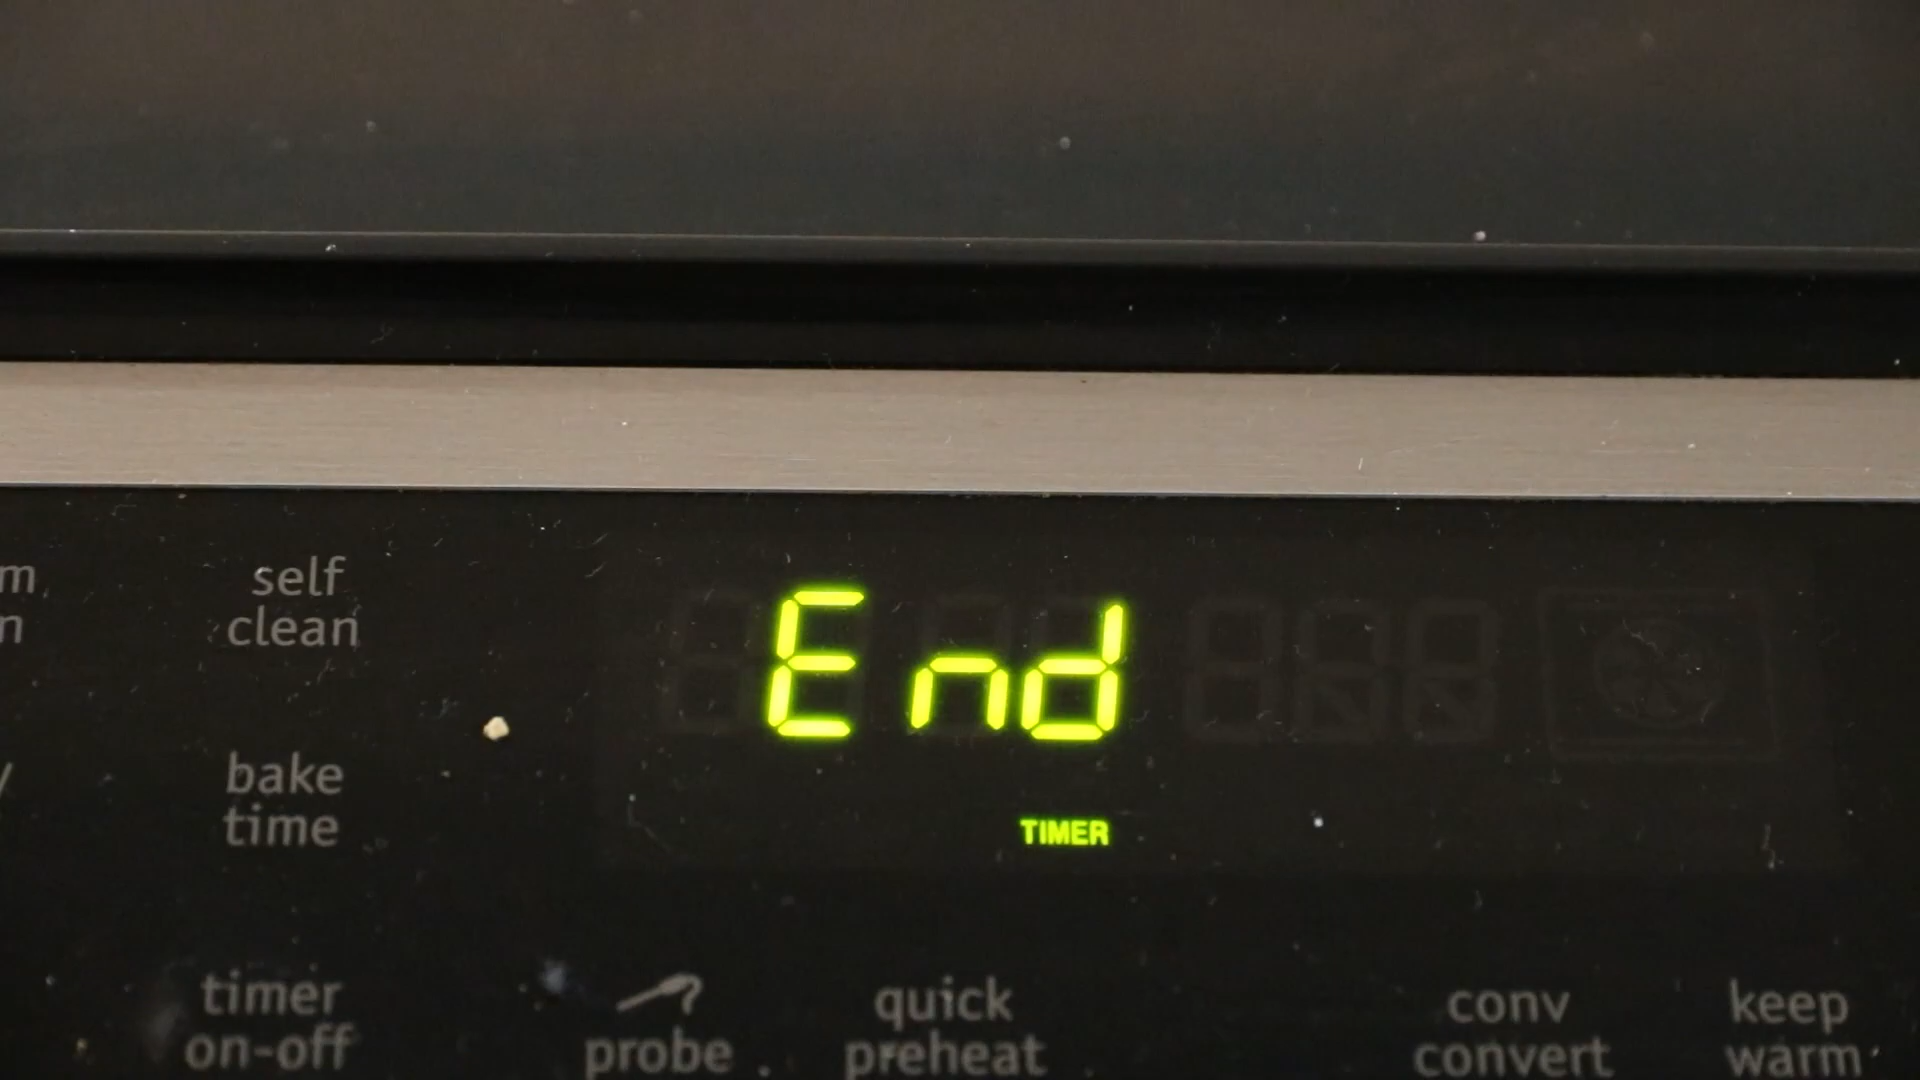 self
clean
End
bake
time
TIMER
timer
on-off
probe
quick
preheat
conv
convert
keep
warm